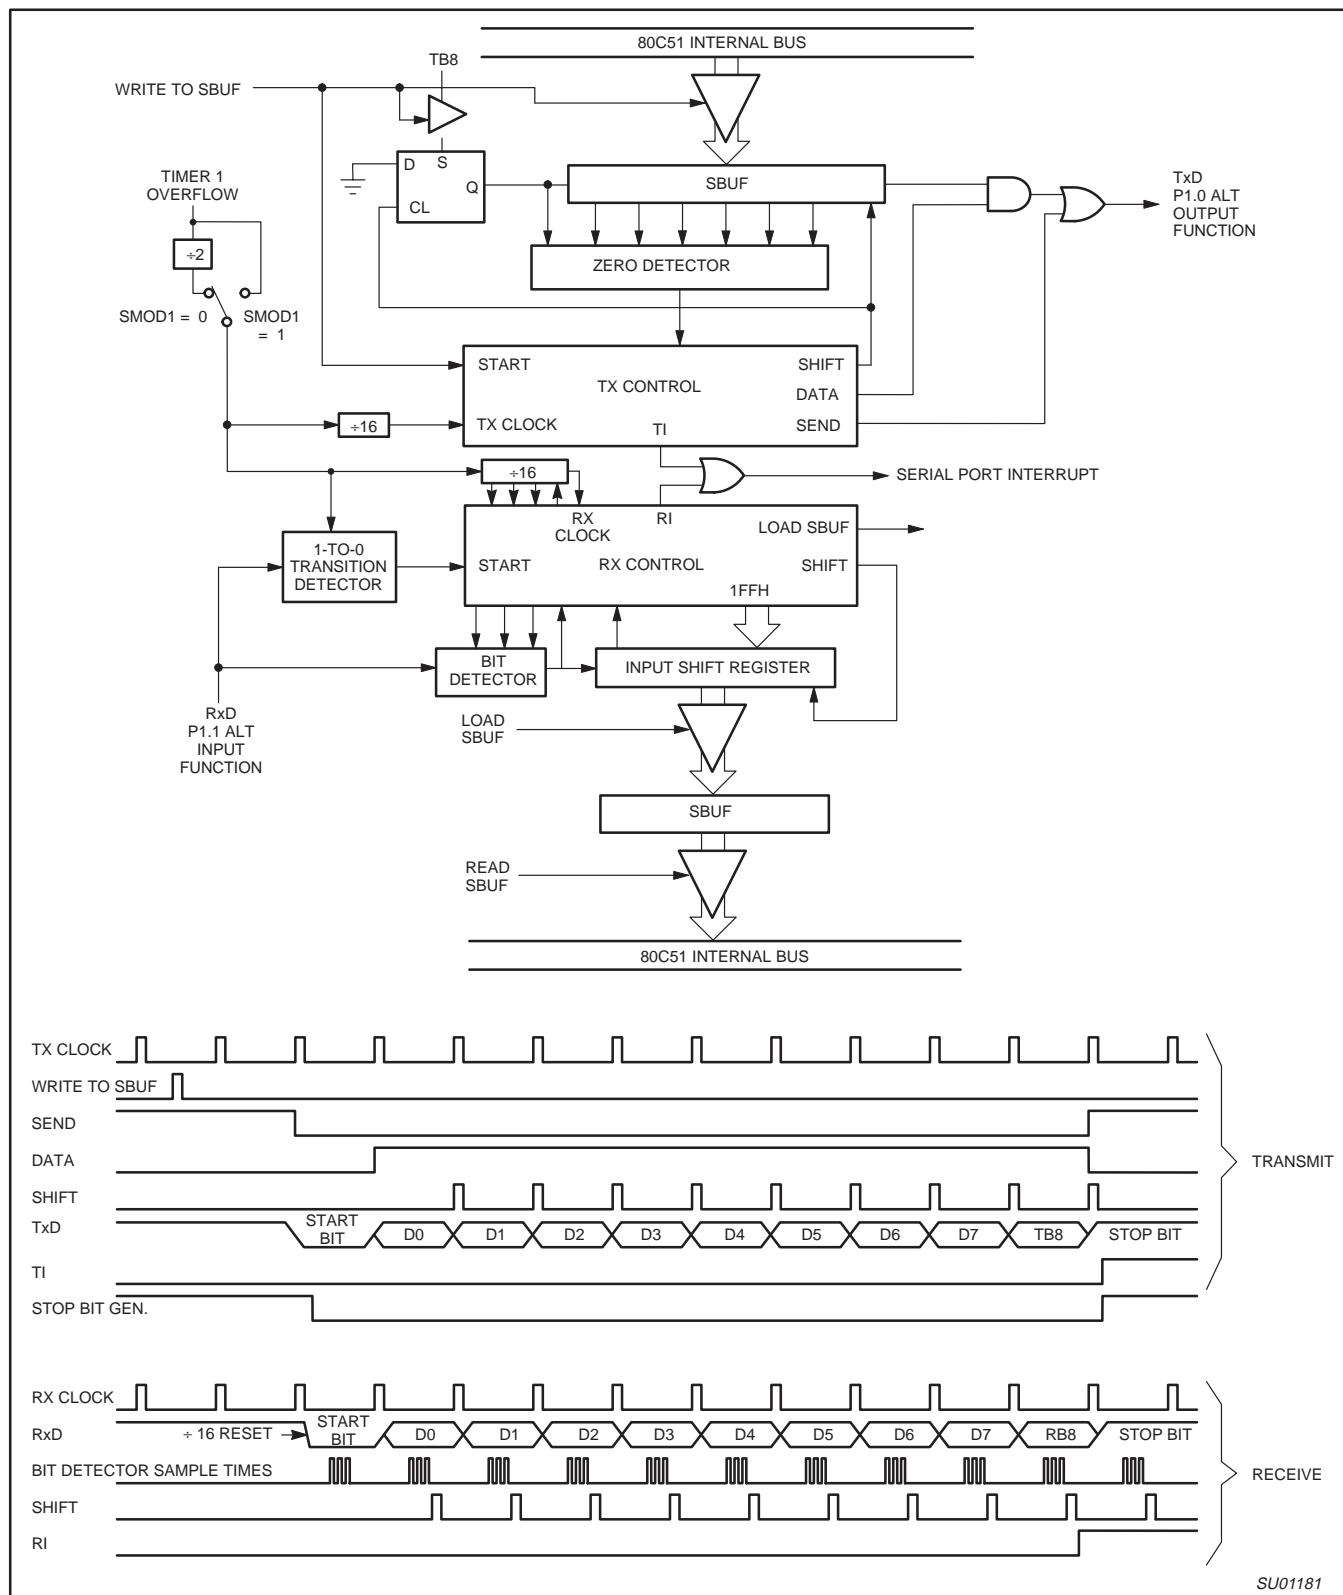 80C51 INTERNAL BUS
TB8
WRITE TO SBUF
D
S
Q
CL
SBUF
TxD
P1.0 ALT
OUTPUT
FUNCTION
TIMER 1
OVERFLOW
÷2
ZERO DETECTOR
SMOD1 = 0
SMOD1
= 1
START
SHIFT
TX CONTROL
DATA
÷16
TX CLOCK
TI
SEND
÷16
SERIAL PORT INTERRUPT
RX
CLOCK
RI
LOAD SBUF
1-TO-0
TRANSITION
DETECTOR
START
RX CONTROL
SHIFT
1FFH
BIT
DETECTOR
INPUT SHIFT REGISTER
RxD
P1.1 ALT
INPUT
FUNCTION
LOAD
SBUF
SBUF
READ
SBUF
80C51 INTERNAL BUS
TX CLOCK
WRITE TO SBUF
SEND
DATA
TRANSMIT
SHIFT
TxD
START
BIT
D0 D1 D2 D3 D4 D5 D6 D7 TB8 STOP BIT
TI
STOP BIT GEN.
RX CLOCK
RxD
÷ 16 RESET
START
BIT
D0 D1 D2 D3 D4 D5 D6 D7 RB8 STOP BIT
BIT DETECTOR SAMPLE TIMES
RECEIVE
SHIFT
RI
SU01181